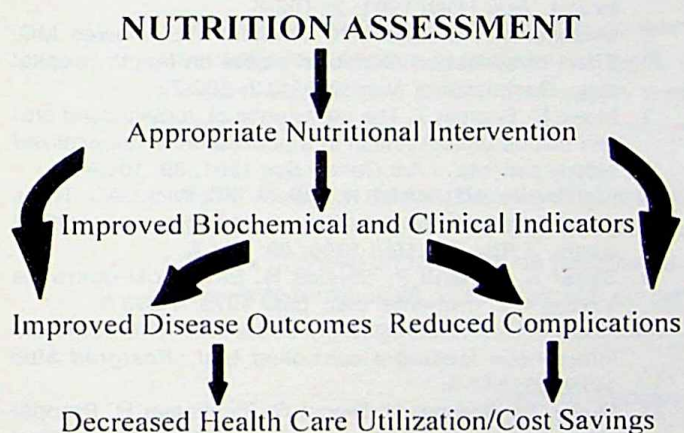 NUTRITION ASSESSMENT
Appropriate Nutritional Intervention
Improved Biochemical and Clinical Indicators
Improved Disease Outcomes Reduced Complications
Decreased Health Care Utilization/Cost Savings